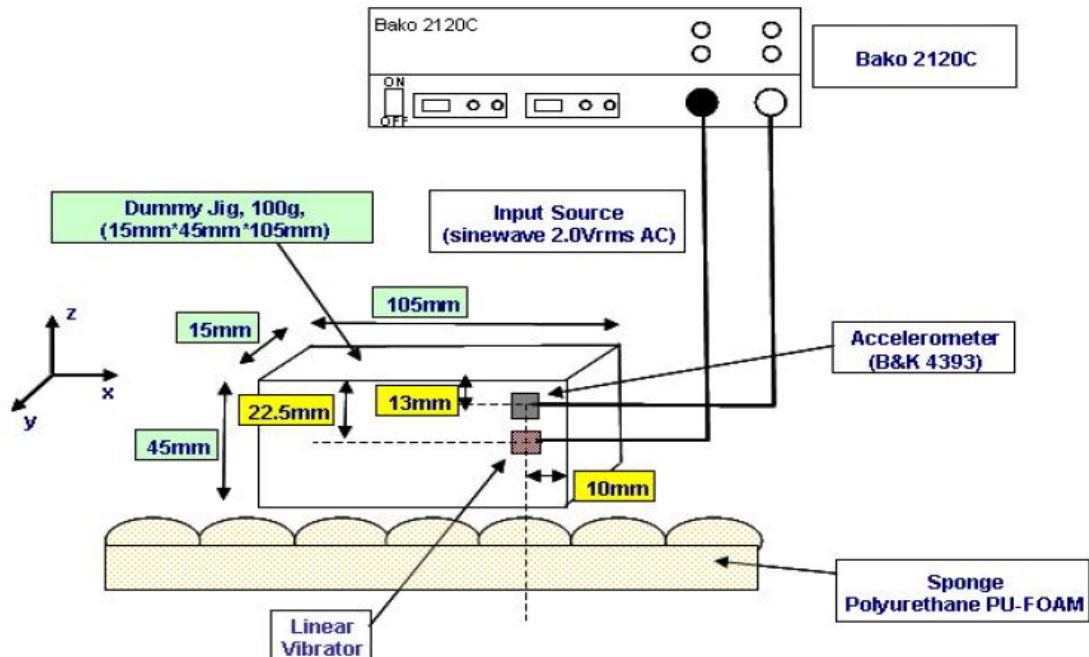 Bako 2120C
Bako 2120C
ON
OFF
Dummy Jig, 100g,
(15mm*45mm*105mm)
Input Source
(sinewave 2.0Vrms AC)
105mm
15mm
z
x
y
Accelerometer
(B&K 4393)
13mm
22.5mm
45mm
10mm
Sponge
Polyurethane PU-FOAM
Linear
Vibrator